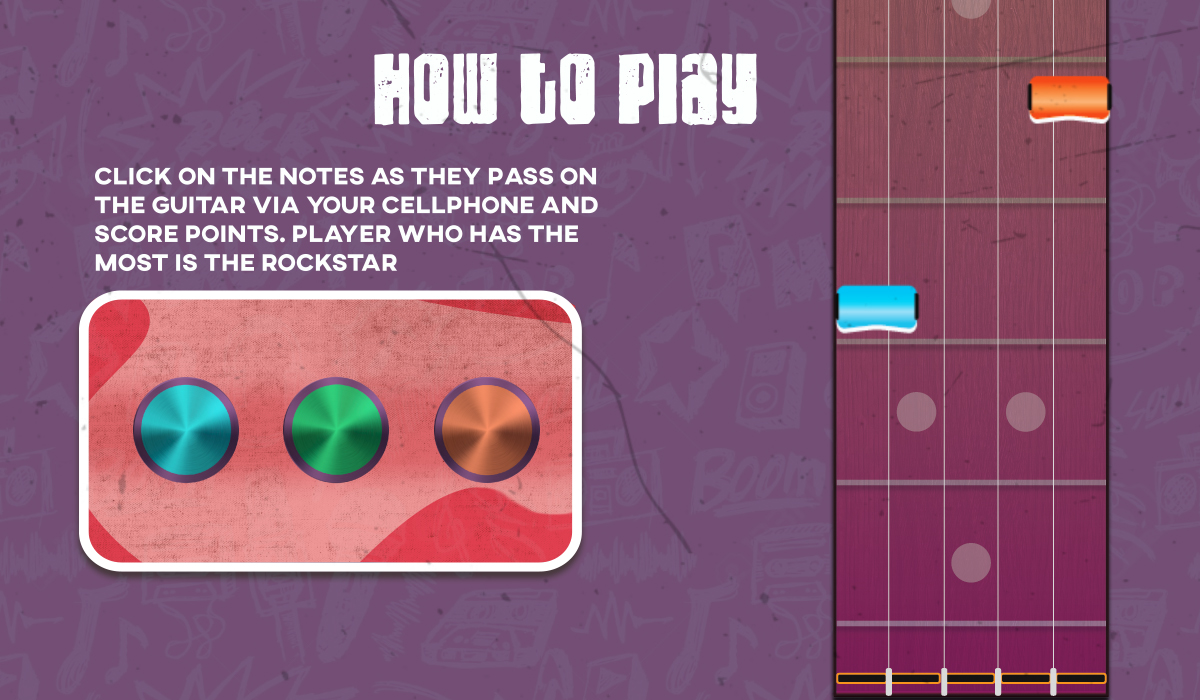 How to Play
CLICK ON THE NOTES AS THEY PASS ON
THE GUITAR VIA YOUR CELLPHONE AND
SCORE POINTS. PLAYER WHO HAS THE
MOST IS THE ROCKSTAR
BOOM